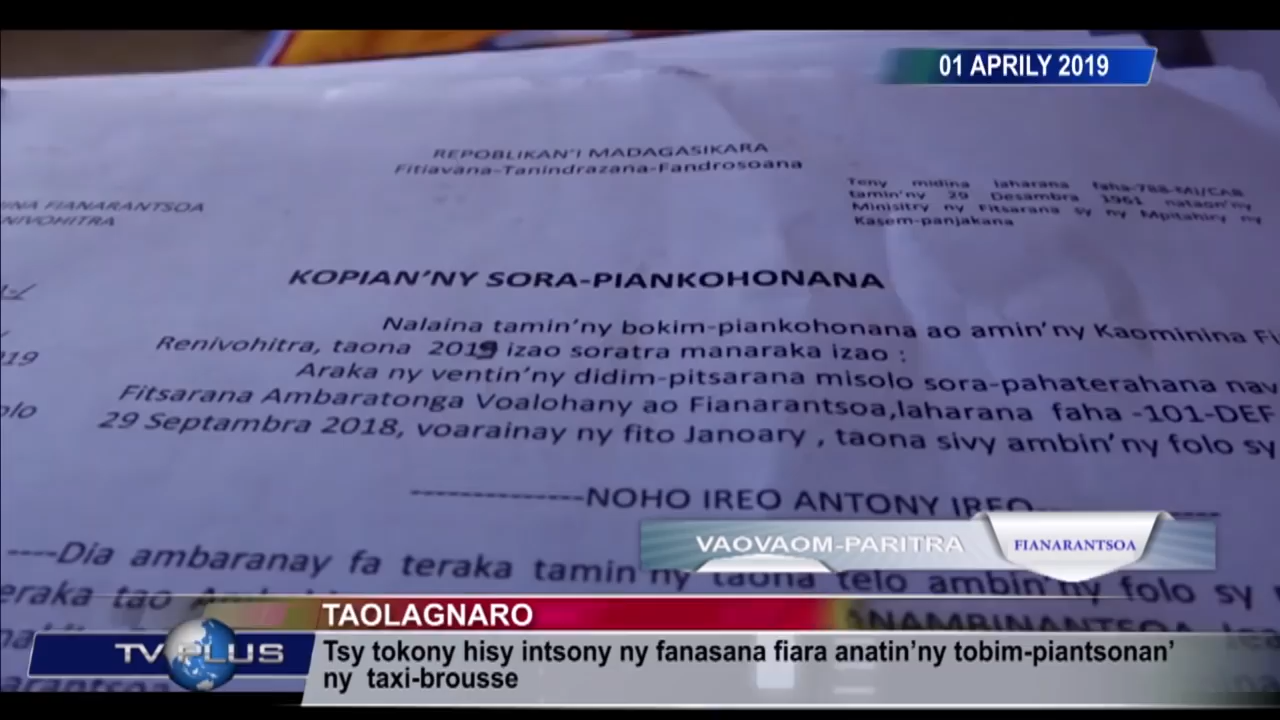 01 APRILY 2019
REPOBLIKAN'I MADAGASIKARA
Fitiavana-Tanindrazana-Fandrosoana
FIANARANTSOA
Teny midina laharana faha-788-MI/CAB
tamin'ny 29 Desambra 1961 nataon'ny
Minisitry ny Fitsarana sy ny Mpitahiry ny
Kasem-panjakana
KOPIAN'NY SORA-PIANKOHONANA
Nalaina tamin'ny bokim-piankohonana ao amin'ny Kaominina
Renivohitra, taona 2019 izao soratra manaraka izao :
Araka ny ventin'ny didim-pitsarana misolo sora-pahaterahana
Fitsarana Ambaratonga Voalohany ao Fianarantsoa,laharana faha -101-DEF
29 Septambra 2018, voarainay ny fito Janoary , taona sivy ambin'ny folo sy
--------------NOHO IREO ANTONY IREO
----Dia ambaranay fa teraka tamin'ny taona telo ambin'ny folo sy
VAOVAOM-PARITRA
FIANARANTSOA
TAOLAGNARO
TV PLUS
Tsy tokony hisy intsony ny fanasana fiara anatin'ny tobim-piantsonan'
ny taxi-brousse